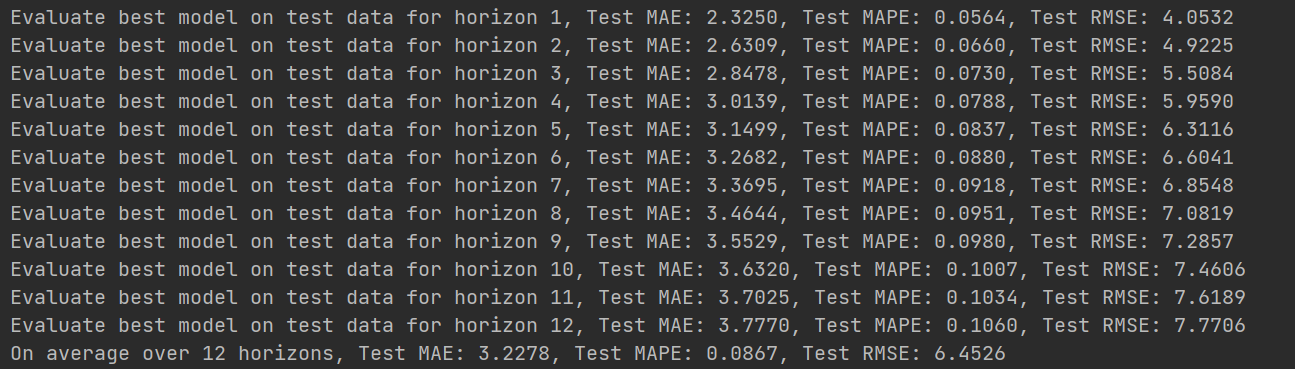 Evaluate best model on test data for horizon 1, Test MAE: 2.3250, Test MAPE: 0.0564, Test RMSE: 4.0532
Evaluate best model on test data for horizon 2, Test MAE: 2.6309, Test MAPE: 0.0660, Test RMSE: 4.9225
Evaluate best model on test data for horizon 3, Test MAE: 2.8478, Test MAPE: 0.0730, Test RMSE: 5.5084
Evaluate best model on test data for horizon 4, Test MAE: 3.0139, Test MAPE: 0.0788, Test RMSE: 5.9590
Evaluate best model on test data for horizon 5, Test MAE: 3.1499, Test MAPE: 0.0837, Test RMSE: 6.3116
Evaluate best model on test data for horizon 6, Test MAE: 3.2682, Test MAPE: 0.0880, Test RMSE: 6.6041
Evaluate best model on test data for horizon 7, Test MAE: 3.3695, Test MAPE: 0.0918, Test RMSE: 6.8548
Evaluate best model on test data for horizon 8, Test MAE: 3.4644, Test MAPE: 0.0951, Test RMSE: 7.0819
Evaluate best model on test data for horizon 9, Test MAE: 3.5529, Test MAPE: 0.0980, Test RMSE: 7.2857
Evaluate best model on test data for horizon 10, Test MAE: 3.6320, Test MAPE: 0.1007, Test RMSE: 7.4606
Evaluate best model on test data for horizon 11, Test MAE: 3.7025, Test MAPE: 0.1034, Test RMSE: 7.6189
Evaluate best model on test data for horizon 12, Test MAE: 3.7770, Test MAPE: 0.1060, Test RMSE: 7.7706
On average over 12 horizons, Test MAE: 3.2278, Test MAPE: 0.0867, Test RMSE: 6.4526